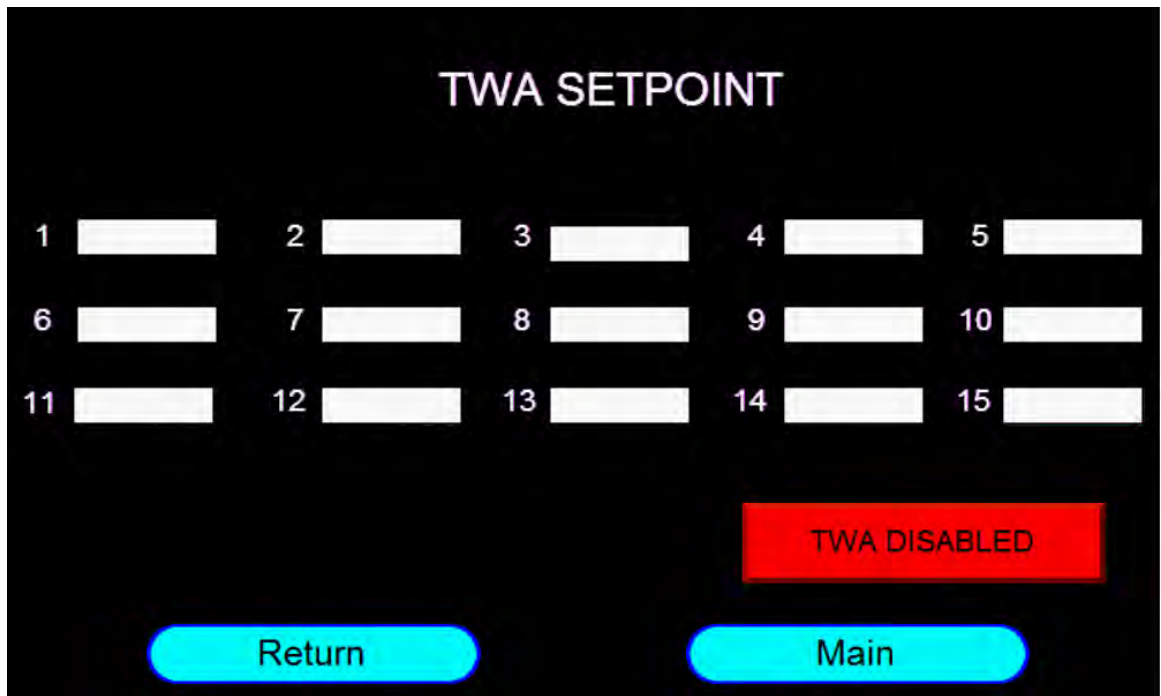 TWA SETPOINT
1 2 3 4 5
6 7 8 9 10
11 12 13 14 15
TWA DISABLED
Return Main